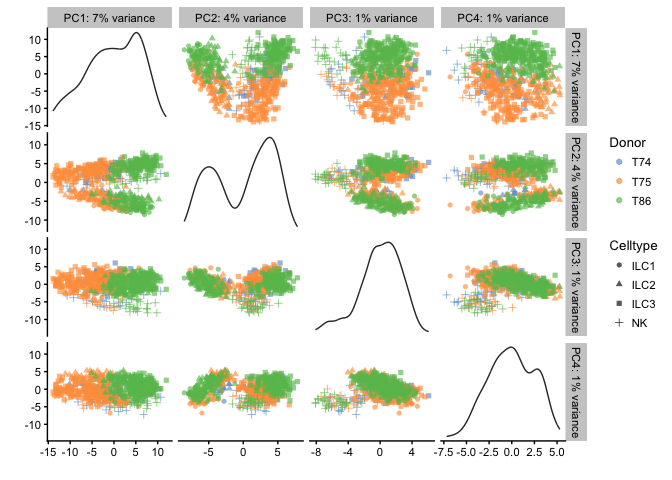 PC1: 7% variance PC2: 4% variance PC3: 1% variance PC4: 1% variance
10
5
0
-5
-10
-15
PC1: 7% variance
10
5
0
-5
-10
PC2: 4% variance
10
5
0
-5
-10
PC3: 1% variance
10
5
0
-5
-10
PC4: 1% variance
-15 -10 -5 0 5 10 -5 0 5 -8 -4 0 4 -7.5 -5.0 -2.5 0.0 2.5 5.0
Donor
T74
T75
T86
Celltype
ILC1
ILC2
ILC3
NK